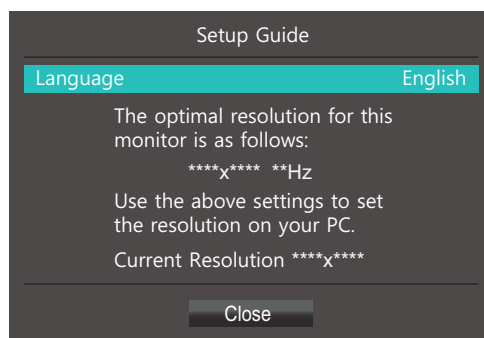 Setup Guide
Language English
The optimal resolution for this
monitor is as follows:
****x**** **Hz
Use the above settings to set
the resolution on your PC.
Current Resolution ****x****
Close